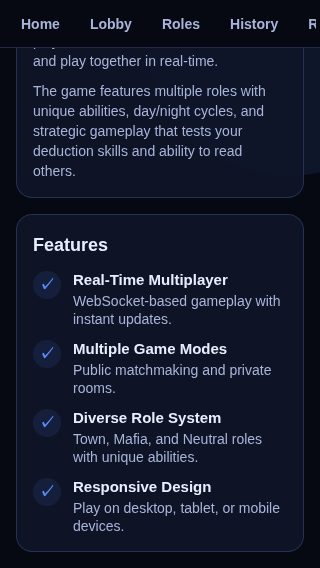 Home Lobby Roles History
and play together in real-time.
The game features multiple roles with
unique abilities, day/night cycles, and
strategic gameplay that tests your
deduction skills and ability to read
others.
Features
Real-Time Multiplayer
WebSocket-based gameplay with
instant updates.
Multiple Game Modes
Public matchmaking and private
rooms.
Diverse Role System
Town, Mafia, and Neutral roles
with unique abilities.
Responsive Design
Play on desktop, tablet, or mobile
devices.